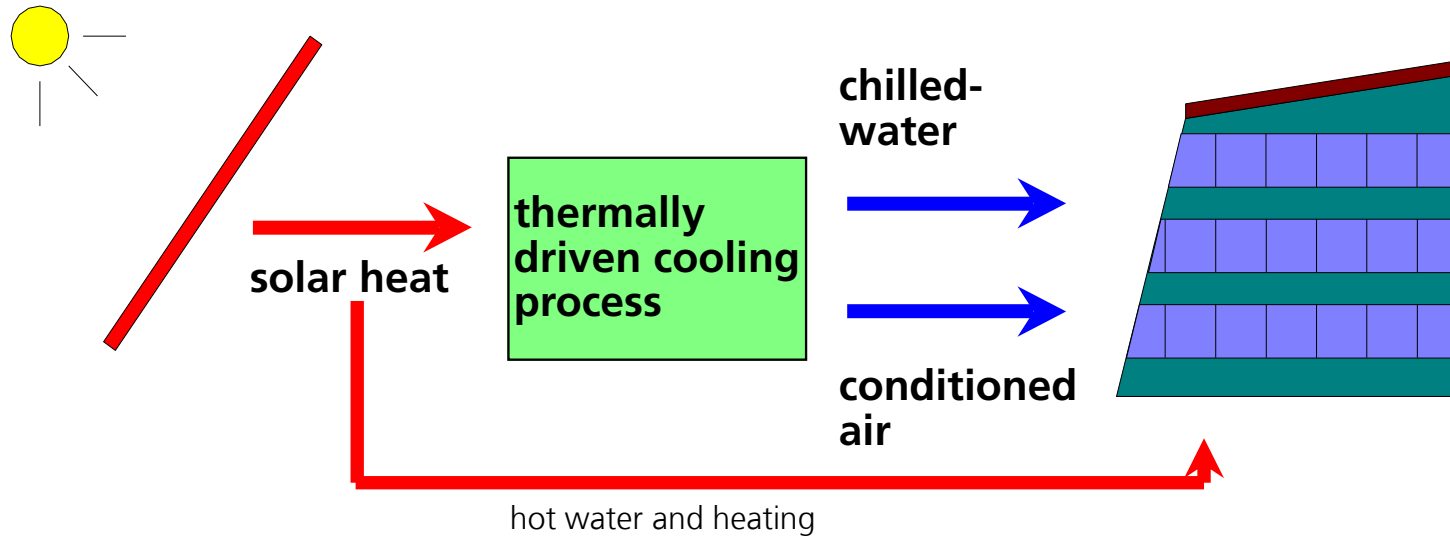 solar heat
thermally
driven cooling
process
chilled-
water
conditioned
air
hot water and heating